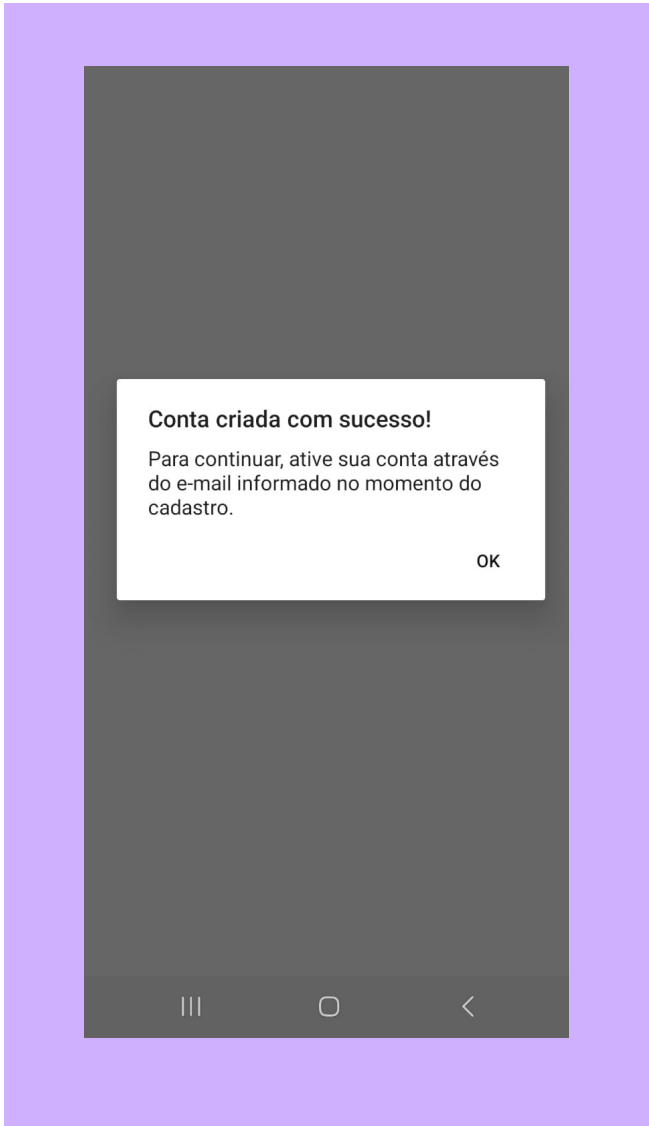 Conta criada com sucesso!
Para continuar, ative sua conta através
do e-mail informado no momento do
cadastro.
OK